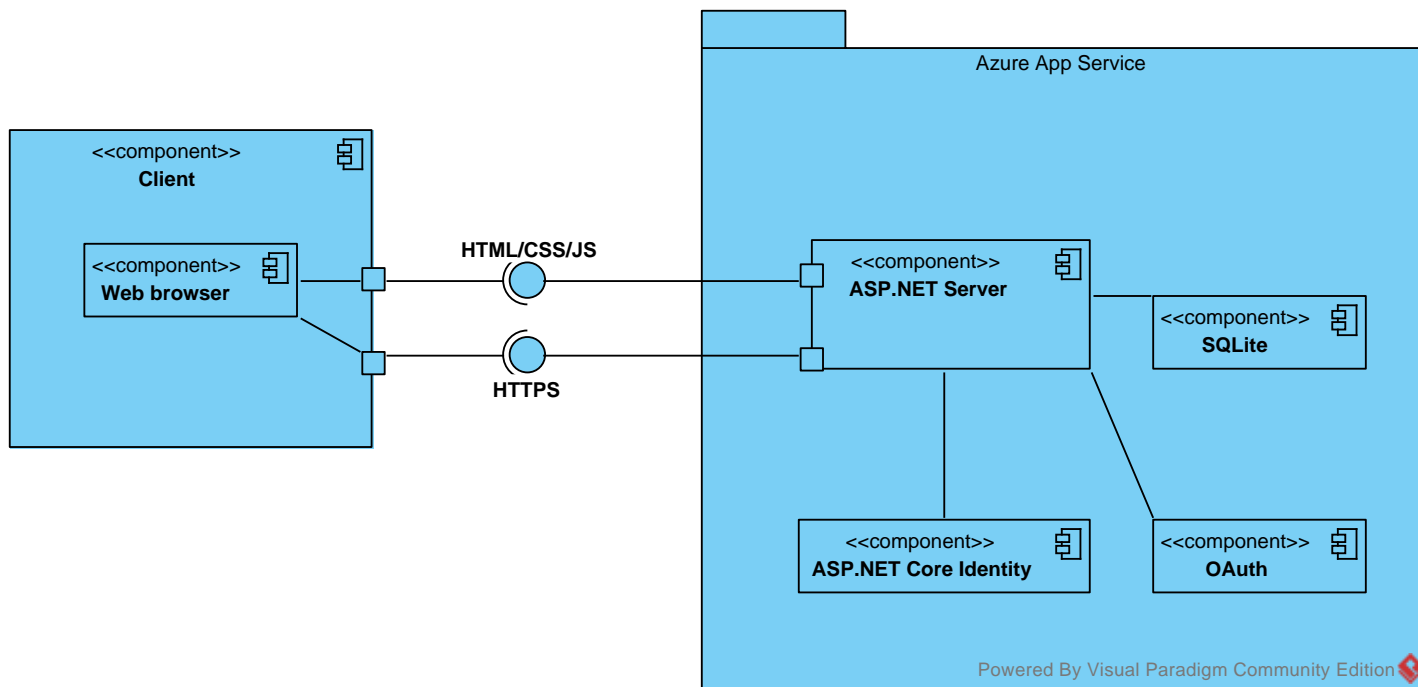 Azure App Service
<<component>>
Client
<<component>>
Web browser
HTML/CSS/JS
HTTPS
<<component>>
ASP.NET Server
<<component>>
SQLite
<<component>>
ASP.NET Core Identity
<<component>>
OAuth
Powered By Visual Paradigm Community Edition